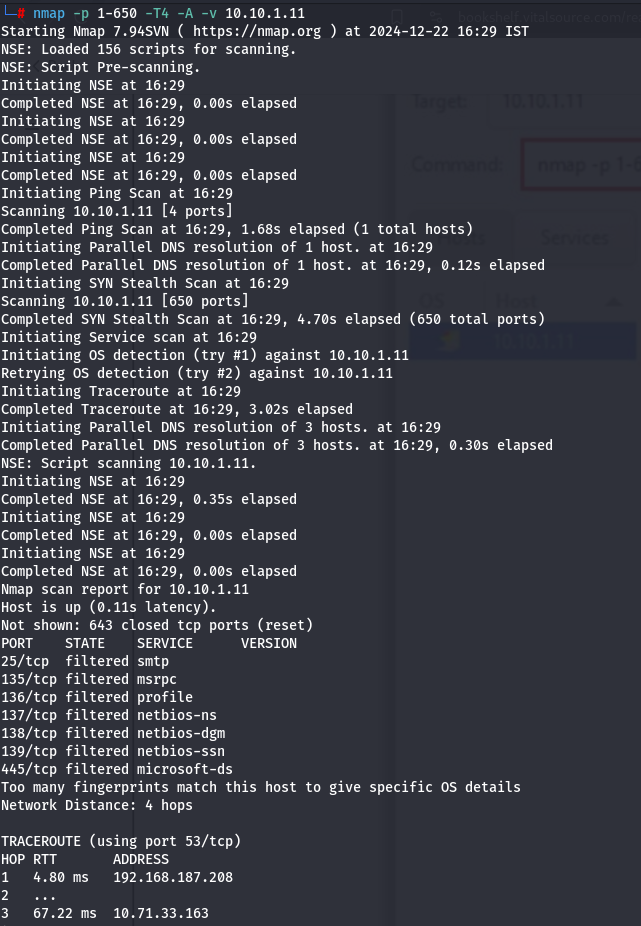 └─# nmap -p 1-650 -T4 -A -v 10.10.1.11
Starting Nmap 7.94SVN ( https://nmap.org ) at 2024-12-22 16:29 IST
NSE: Loaded 156 scripts for scanning.
NSE: Script Pre-scanning.
Initiating NSE at 16:29
Completed NSE at 16:29, 0.00s elapsed
Initiating NSE at 16:29
Completed NSE at 16:29, 0.00s elapsed
Initiating NSE at 16:29
Completed NSE at 16:29, 0.00s elapsed
Initiating Ping Scan at 16:29
Scanning 10.10.1.11 [4 ports]
Completed Ping Scan at 16:29, 1.68s elapsed (1 total hosts)
Initiating Parallel DNS resolution of 1 host. at 16:29
Completed Parallel DNS resolution of 1 host. at 16:29, 0.12s elapsed
Initiating SYN Stealth Scan at 16:29
Scanning 10.10.1.11 [650 ports]
Completed SYN Stealth Scan at 16:29, 4.70s elapsed (650 total ports)
Initiating Service scan at 16:29
Initiating OS detection (try #1) against 10.10.1.11
Retrying OS detection (try #2) against 10.10.1.11
Initiating Traceroute at 16:29
Completed Traceroute at 16:29, 3.02s elapsed
Initiating Parallel DNS resolution of 3 hosts. at 16:29
Completed Parallel DNS resolution of 3 hosts. at 16:29, 0.30s elapsed
NSE: Script scanning 10.10.1.11.
Initiating NSE at 16:29
Completed NSE at 16:29, 0.35s elapsed
Initiating NSE at 16:29
Completed NSE at 16:29, 0.00s elapsed
Initiating NSE at 16:29
Completed NSE at 16:29, 0.00s elapsed
Nmap scan report for 10.10.1.11
Host is up (0.11s latency).
Not shown: 643 closed tcp ports (reset)
PORT    STATE    SERVICE      VERSION
25/tcp  filtered smtp
135/tcp filtered msrpc
136/tcp filtered profile
137/tcp filtered netbios-ns
138/tcp filtered netbios-dgm
139/tcp filtered netbios-ssn
445/tcp filtered microsoft-ds
Too many fingerprints match this host to give specific OS details
Network Distance: 4 hops
TRACEROUTE (using port 53/tcp)
HOP RTT      ADDRESS
1   4.80 ms  192.168.187.208
2   ...
3   67.22 ms 10.71.33.163
Target: 10.10.1.11
Command: nmap -p 1-6
Services
OS Host
10.10.1.11